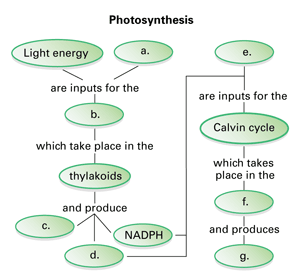 Photosynthesis
Light energy
a.
are inputs for the
b.
which take place in the
thylakoids
and produce
c.
d.
NADPH
e.
are inputs for the
Calvin cycle
which takes
place in the
f.
and produces
g.